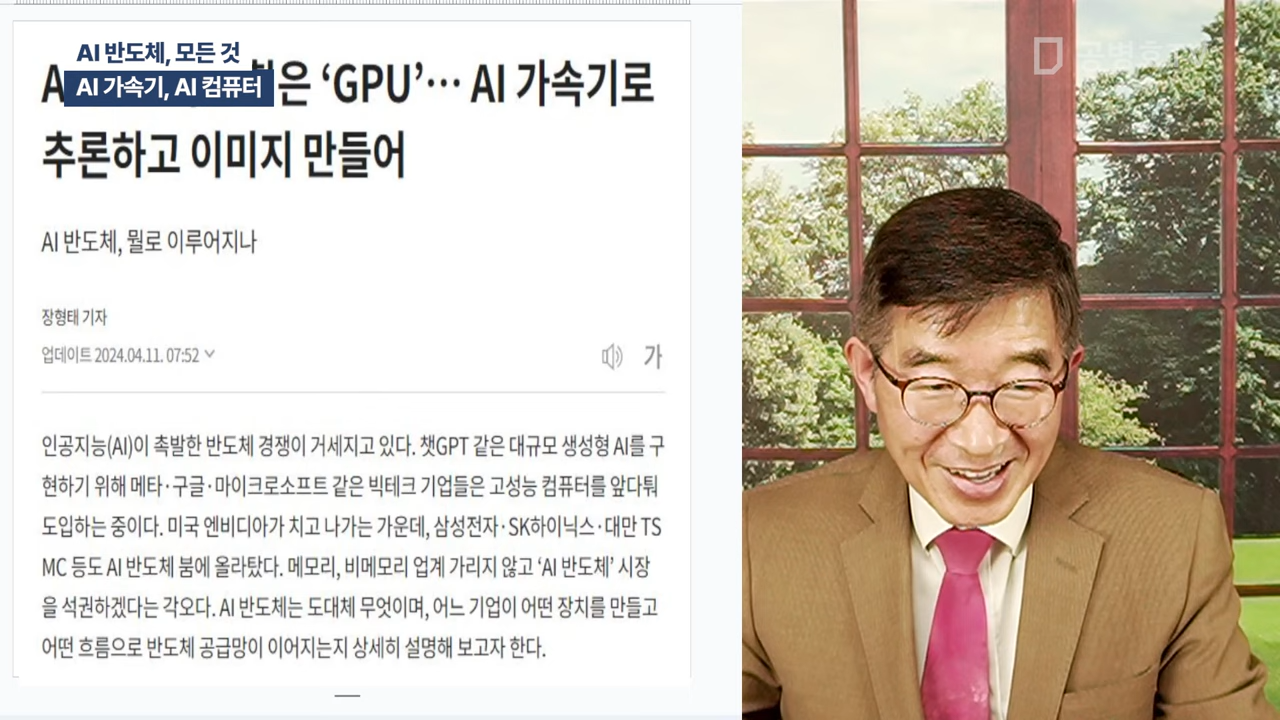 AI 반도체, 모든 것
AI 가속기, AI 컴퓨터
은 ‘GPU’… AI 가속기로
추론하고 이미지 만들어
AI 반도체, 뭘로 이루어지나
장형태 기자
업데이트 2024.04.11. 07:52
가
인공지능(AI)이 촉발한 반도체 경쟁이 거세지고 있다. 챗GPT 같은 대규모 생성형 AI를 구
현하기 위해 메타·구글·마이크로소프트 같은 빅테크 기업들은 고성능 컴퓨터를 앞다퉈
도입하는 중이다. 미국 엔비디아가 치고 나가는 가운데, 삼성전자·SK하이닉스·대만 TS
MC 등도 AI 반도체 붐에 올라탔다. 메모리, 비메모리 업계 가리지 않고 ‘AI 반도체’ 시장
을 석권하겠다는 각오다. AI 반도체는 도대체 무엇이며, 어느 기업이 어떤 장치를 만들고
어떤 흐름으로 반도체 공급망이 이어지는지 상세히 설명해 보고자 한다.
공병호TV